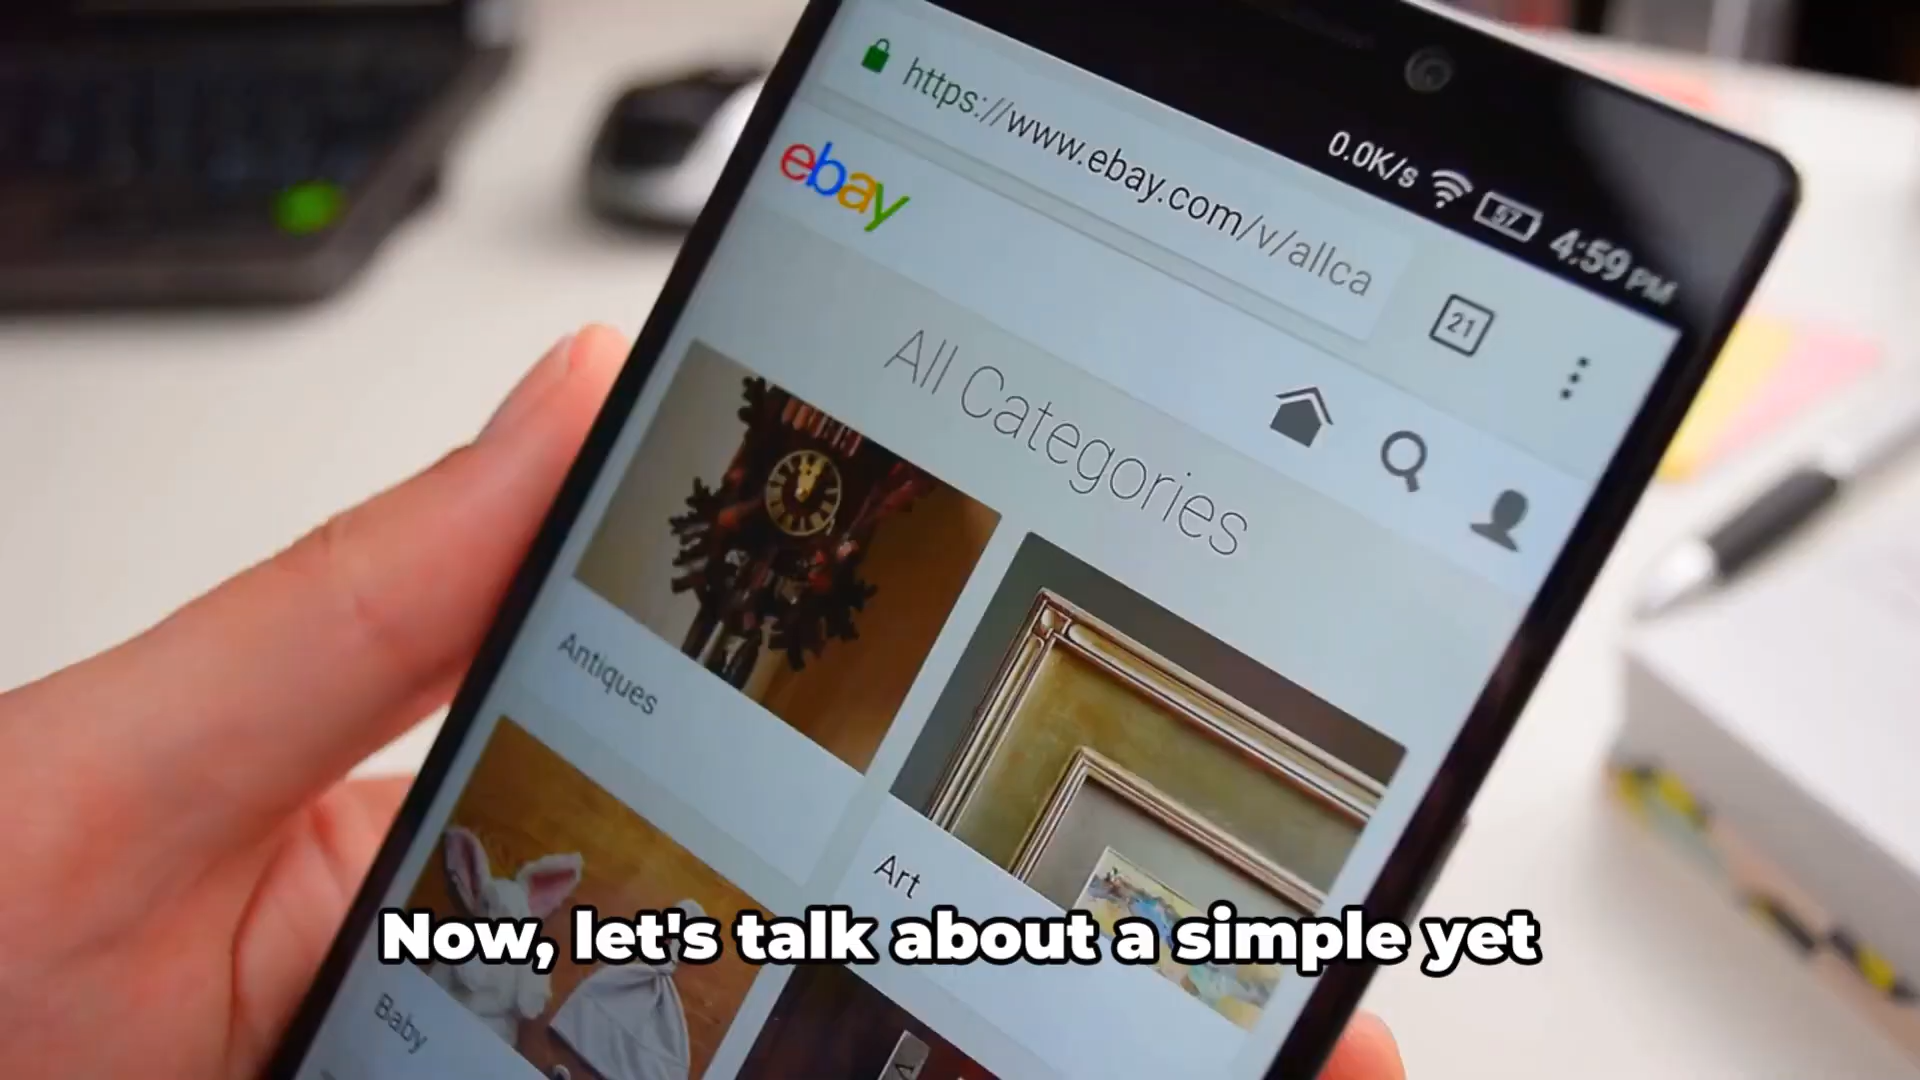 0.0K/s 57 4:59 PM
https://www.ebay.com/v/allca
21
ebay
All Categories
Antiques
Art
Baby
Now, let's talk about a simple yet